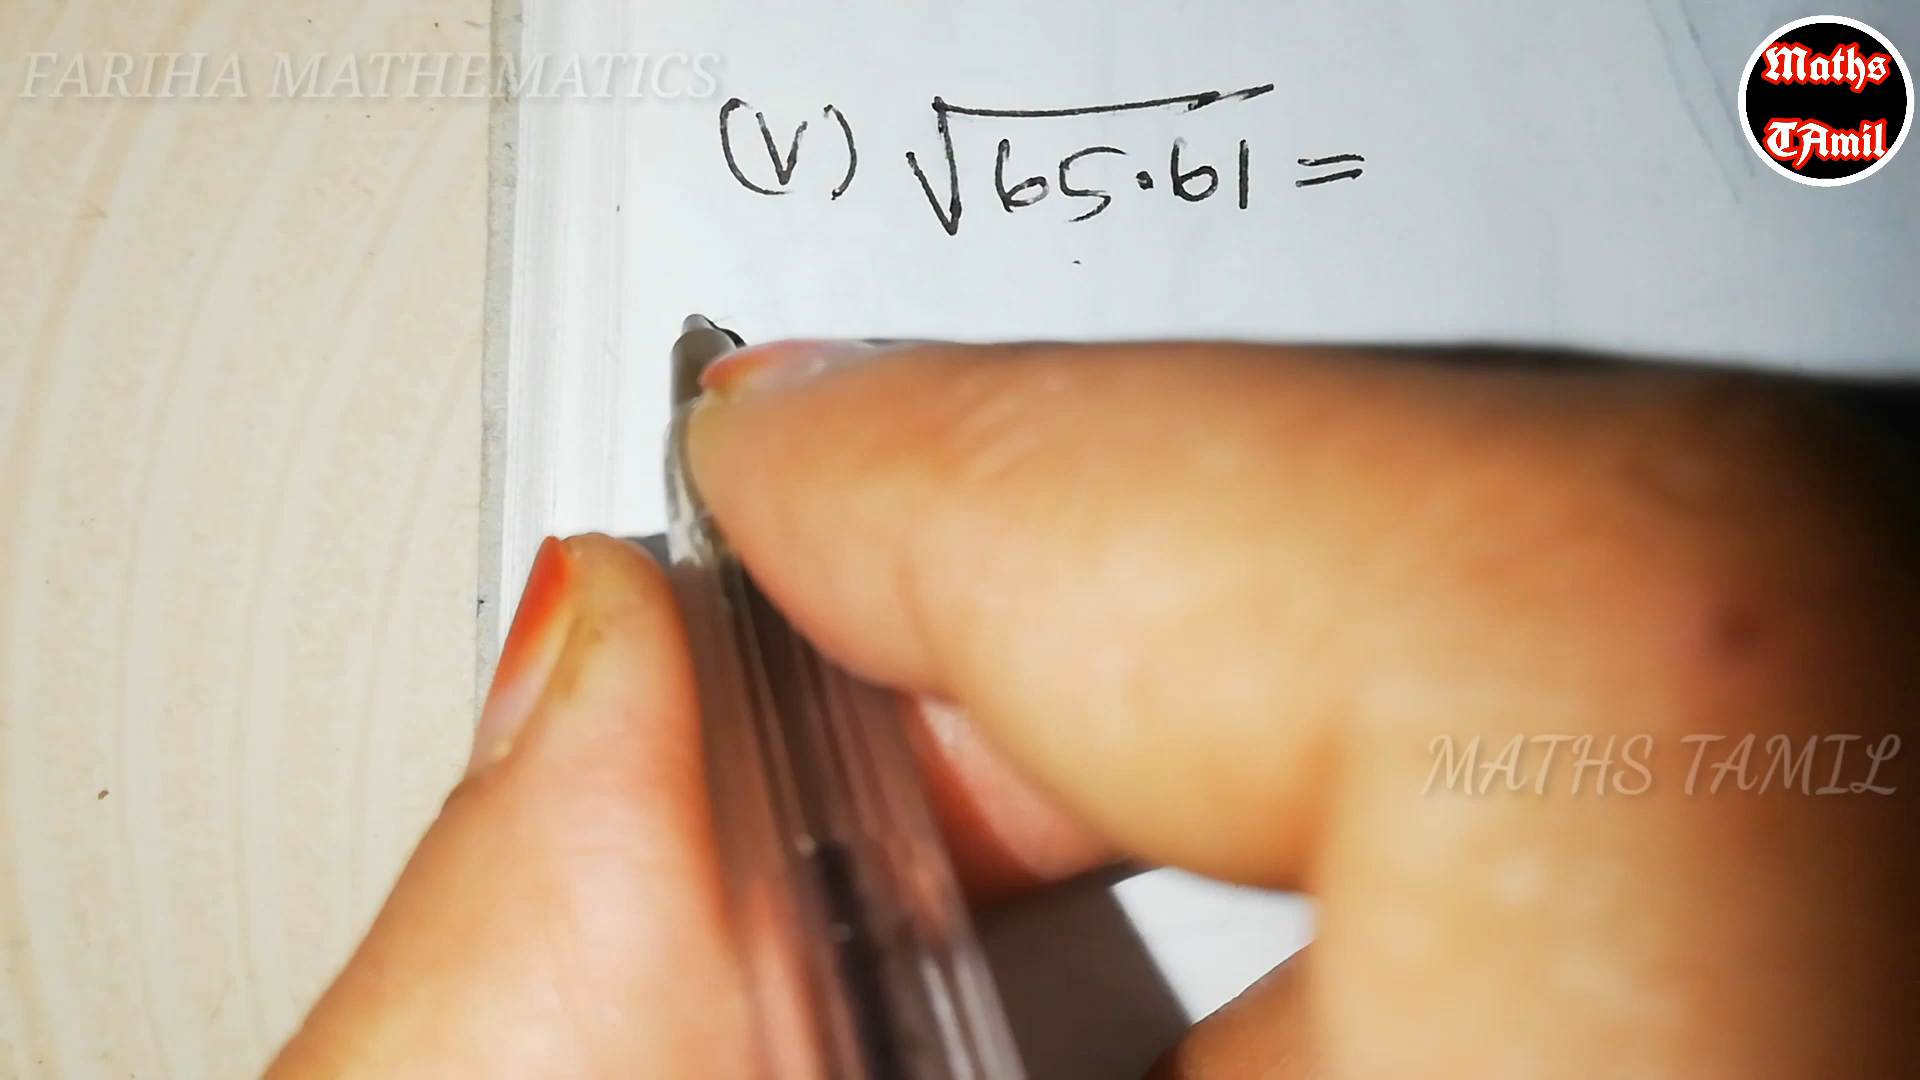 FARIHA MATHEMATICS
Maths
TAmil
(v) √65.61 =
MATHS TAMIL